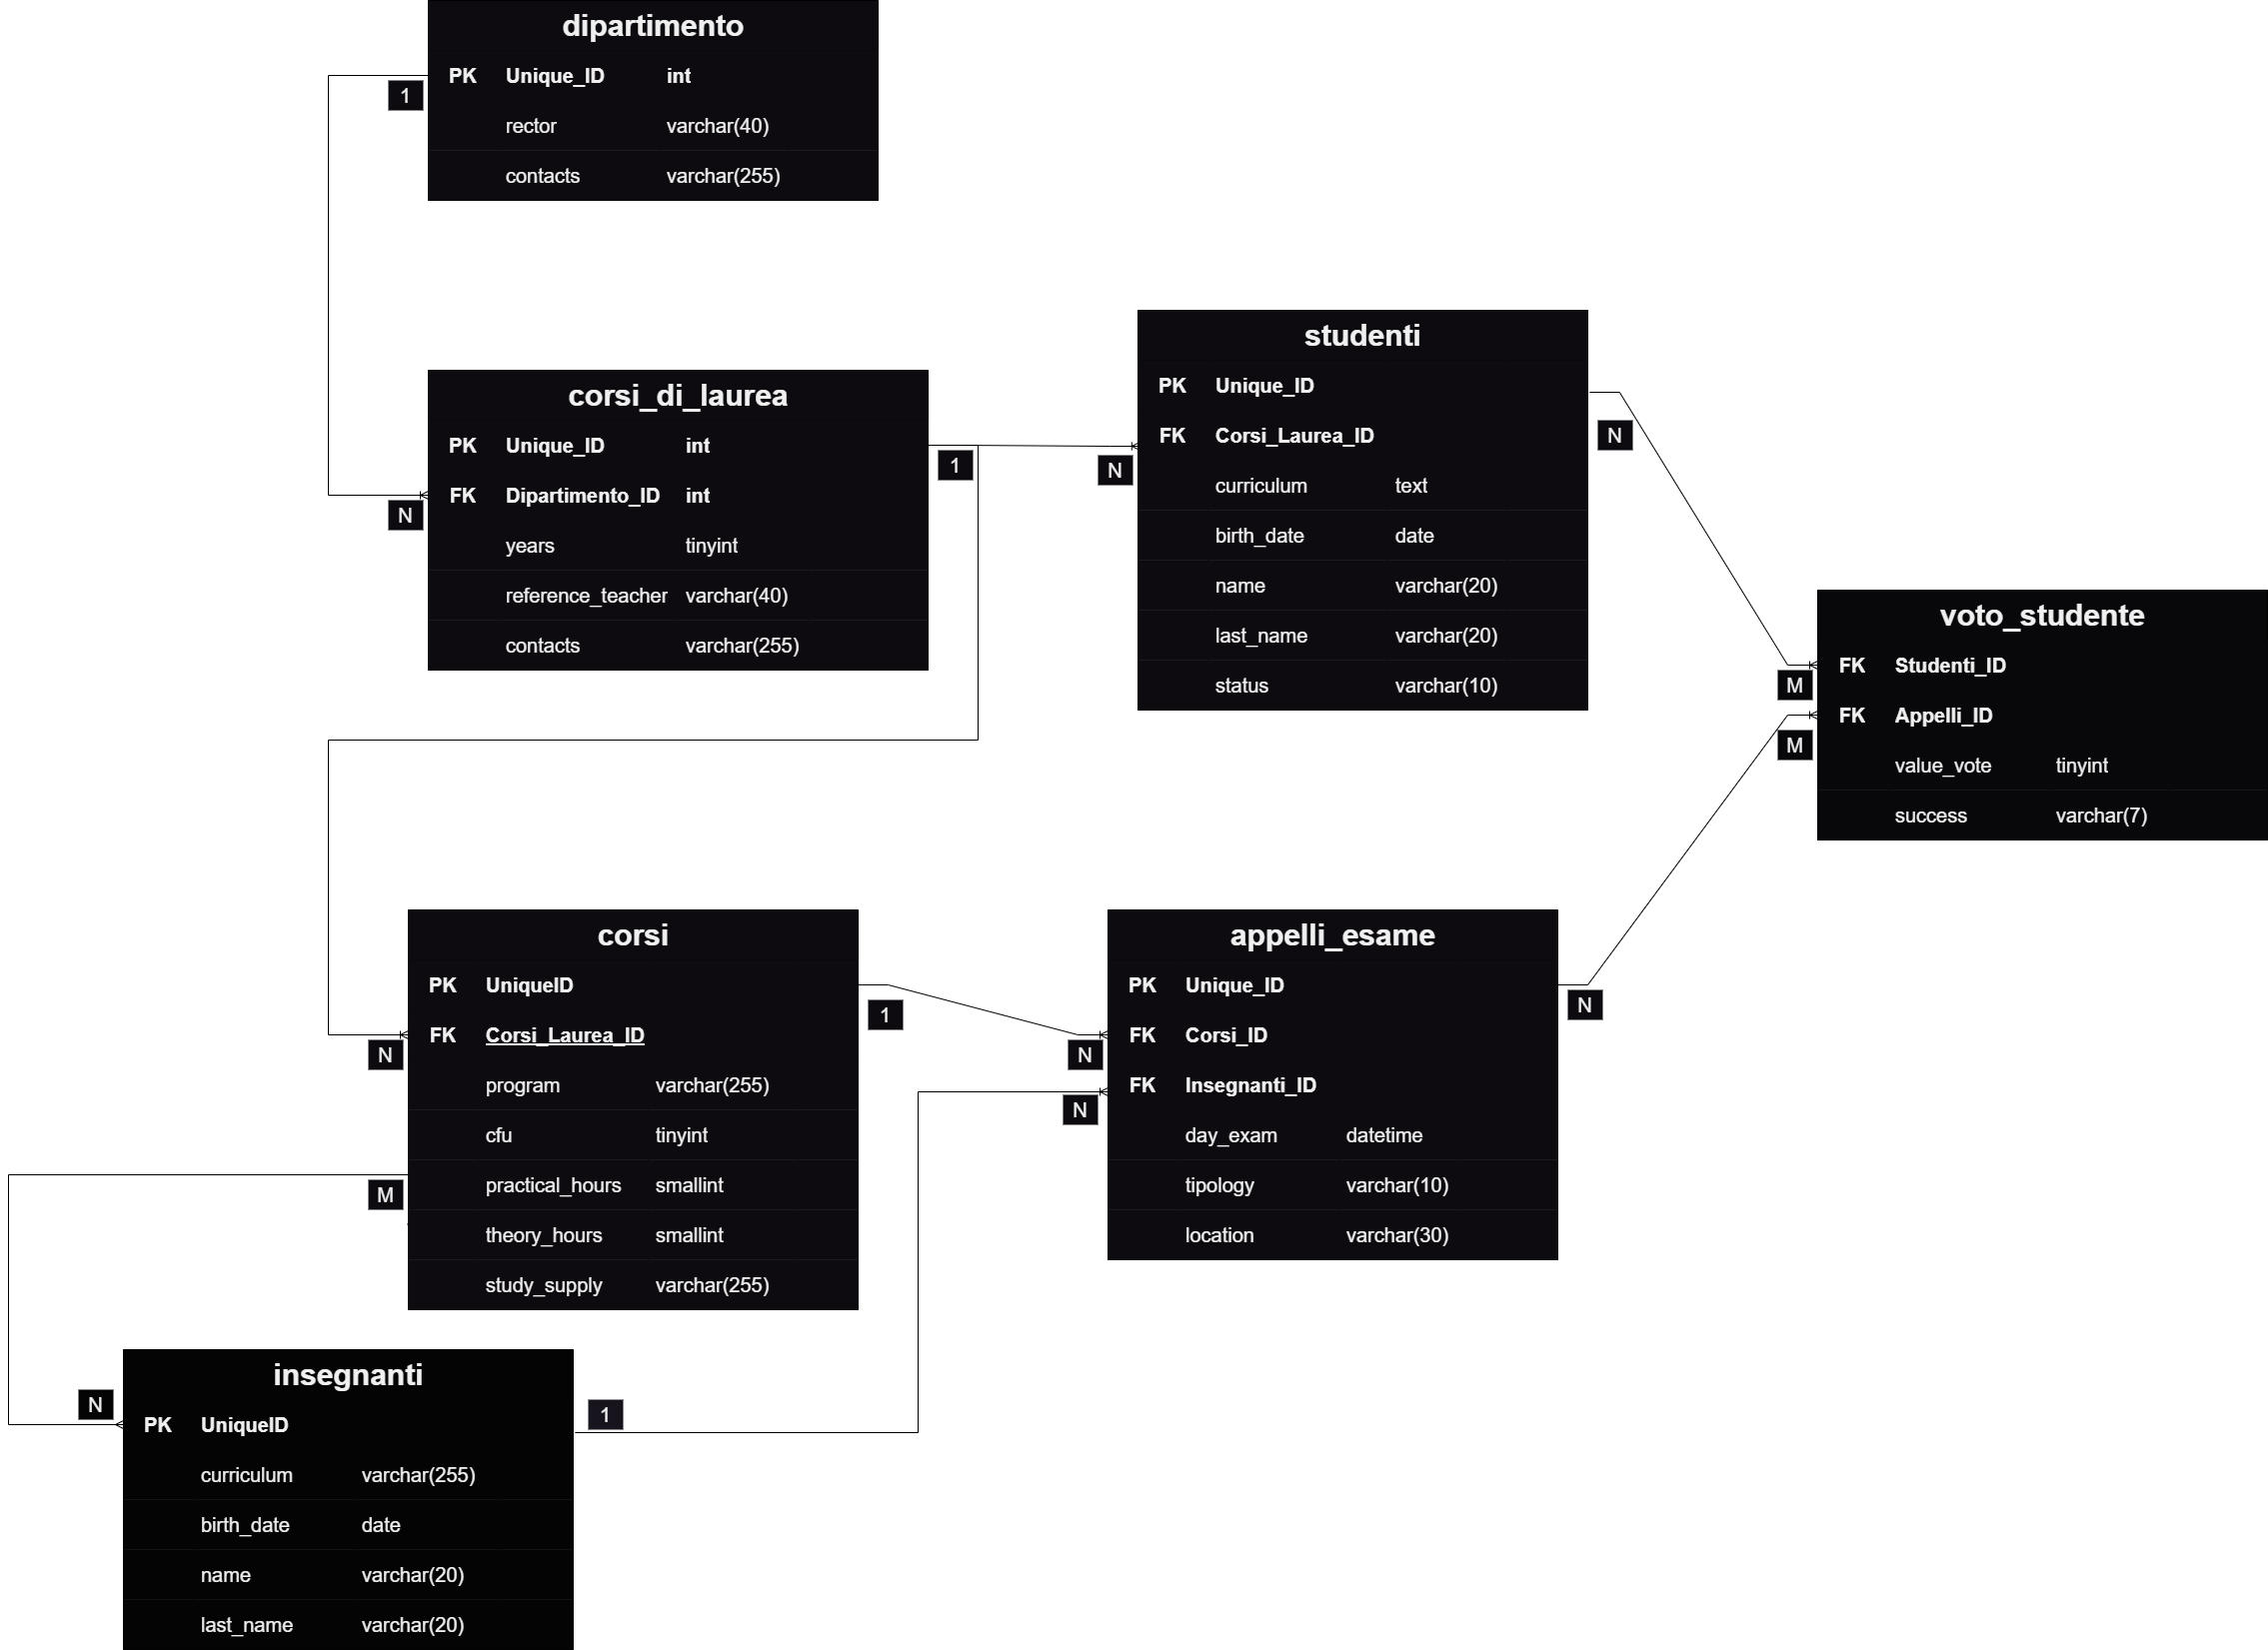 dipartimento
PK Unique_ID int
1
rector varchar(40)
contacts varchar(255)
corsi_di_laurea
PK Unique_ID int
1
FK Dipartimento_ID int
N
years tinyint
reference_teacher varchar(40)
contacts varchar(255)
studenti
PK Unique_ID
FK Corsi_Laurea_ID
N
N
curriculum text
birth_date date
name varchar(20)
last_name varchar(20)
status varchar(10)
voto_studente
FK Studenti_ID
M
FK Appelli_ID
M
value_vote tinyint
success varchar(7)
corsi
PK UniqueID
1
FK Corsi_Laurea_ID
N
program varchar(255)
cfu tinyint
practical_hours smallint
M
theory_hours smallint
study_supply varchar(255)
appelli_esame
PK Unique_ID
N
FK Corsi_ID
N
FK Insegnanti_ID
N
day_exam datetime
tipology varchar(10)
location varchar(30)
insegnanti
N
1
PK UniqueID
curriculum varchar(255)
birth_date date
name varchar(20)
last_name varchar(20)